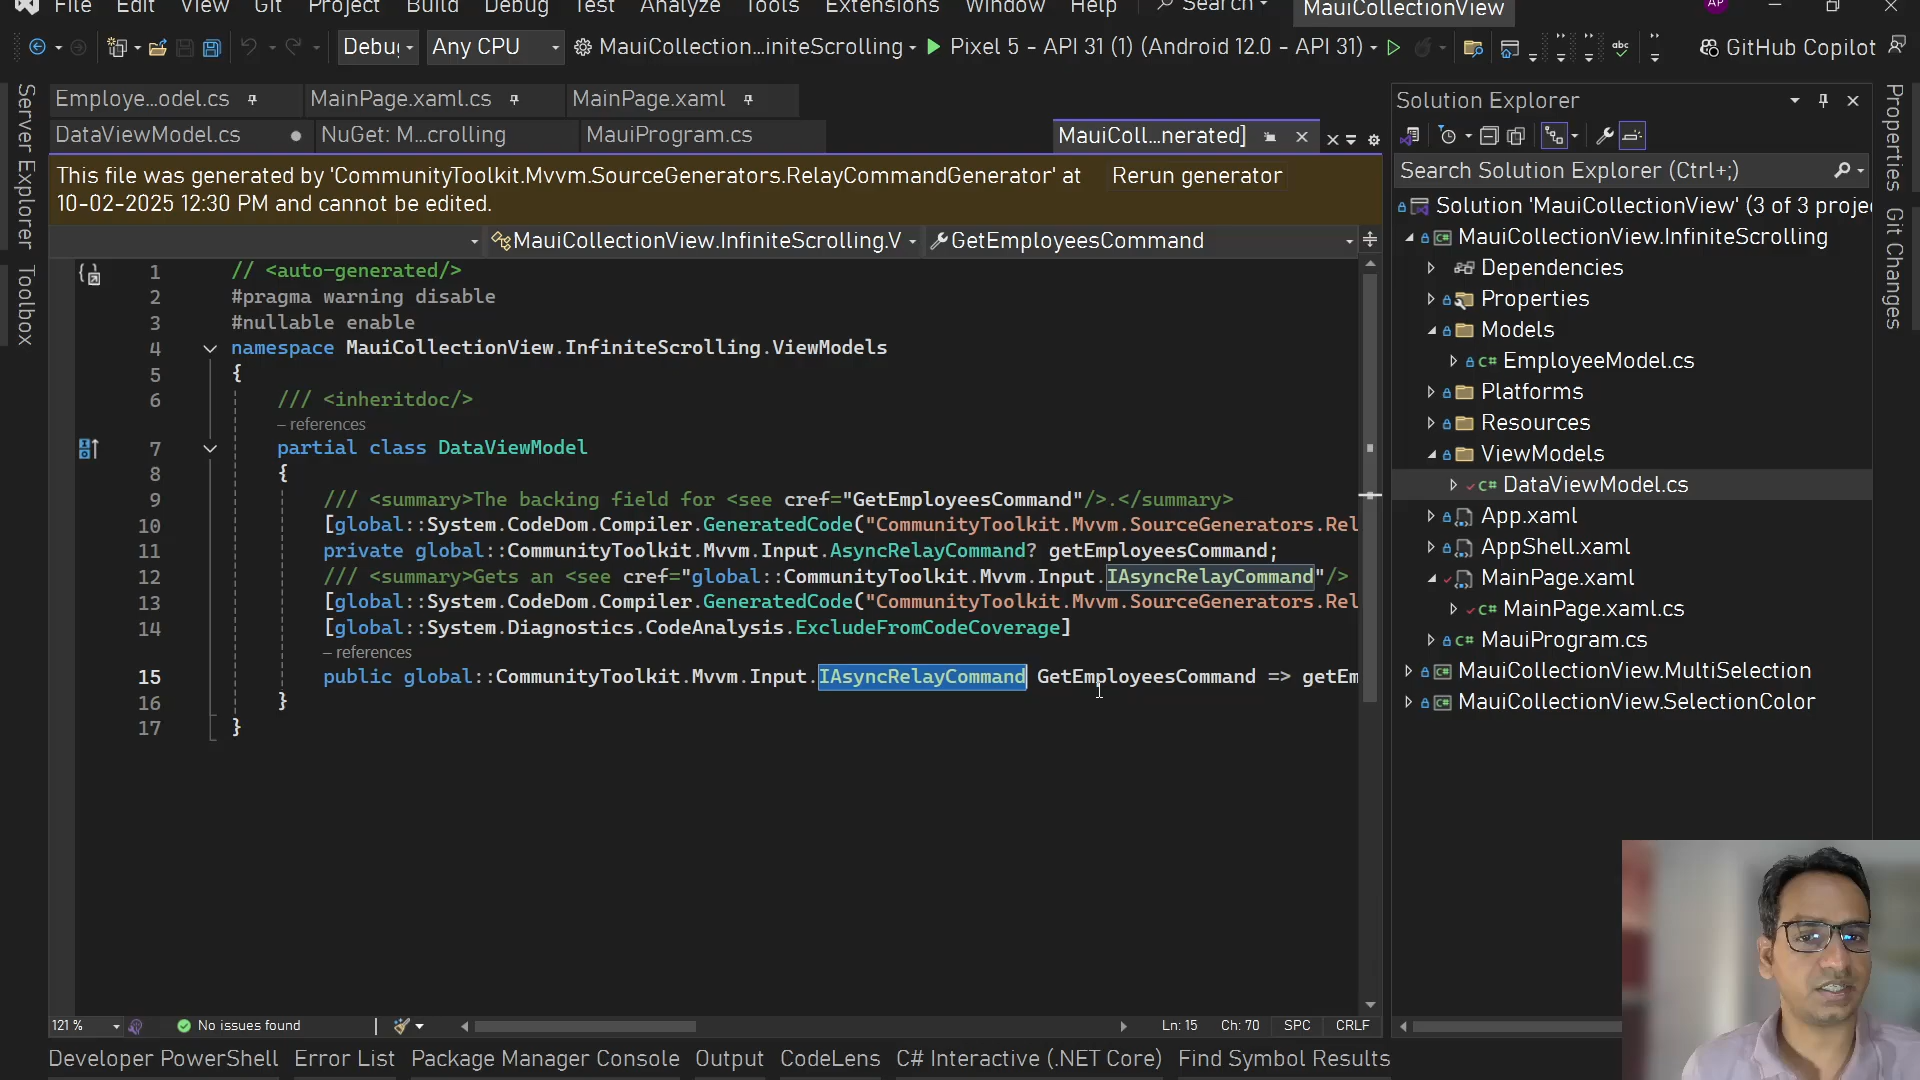 File Edit View Git Project Build Debug Test Analyze Tools Extensions Window Help Search MauiCollectionView AP
Debu Any CPU MauiCollection...initeScrolling Pixel 5 - API 31 (1) (Android 12.0 - API 31) GitHub Copilot
Employe...odel.cs MainPage.xaml.cs MainPage.xaml
DataViewModel.cs NuGet: M...crolling MauiProgram.cs MauiColl...nerated]
This file was generated by 'CommunityToolkit.Mvvm.SourceGenerators.RelayCommandGenerator' at Rerun generator
10-02-2025 12:30 PM and cannot be edited.
MauiCollectionView.InfiniteScrolling.V GetEmployeesCommand
1 // <auto-generated/>
2 #pragma warning disable
3 #nullable enable
4 namespace MauiCollectionView.InfiniteScrolling.ViewModels
5 {
6 /// <inheritdoc/>
– references
7 partial class DataViewModel
8 {
9 /// <summary>The backing field for <see cref="GetEmployeesCommand"/>.</summary>
10 [global::System.CodeDom.Compiler.GeneratedCode("CommunityToolkit.Mvvm.SourceGenerators.Rel
11 private global::CommunityToolkit.Mvvm.Input.AsyncRelayCommand? getEmployeesCommand;
12 /// <summary>Gets an <see cref="global::CommunityToolkit.Mvvm.Input.IAsyncRelayCommand"/>
13 [global::System.CodeDom.Compiler.GeneratedCode("CommunityToolkit.Mvvm.SourceGenerators.Rel
14 [global::System.Diagnostics.CodeAnalysis.ExcludeFromCodeCoverage]
– references
15 public global::CommunityToolkit.Mvvm.Input.IAsyncRelayCommand GetEmployeesCommand => getEm
16 }
17 }
121 % No issues found Ln: 15 Ch: 70 SPC CRLF
Developer PowerShell Error List Package Manager Console Output CodeLens C# Interactive (.NET Core) Find Symbol Results
Server Explorer
Toolbox
Solution Explorer
Search Solution Explorer (Ctrl+;)
Solution 'MauiCollectionView' (3 of 3 projec
MauiCollectionView.InfiniteScrolling
Dependencies
Properties
Models
C# EmployeeModel.cs
Platforms
Resources
ViewModels
C# DataViewModel.cs
App.xaml
AppShell.xaml
MainPage.xaml
C# MainPage.xaml.cs
C# MauiProgram.cs
MauiCollectionView.MultiSelection
MauiCollectionView.SelectionColor
Properties
Git Changes